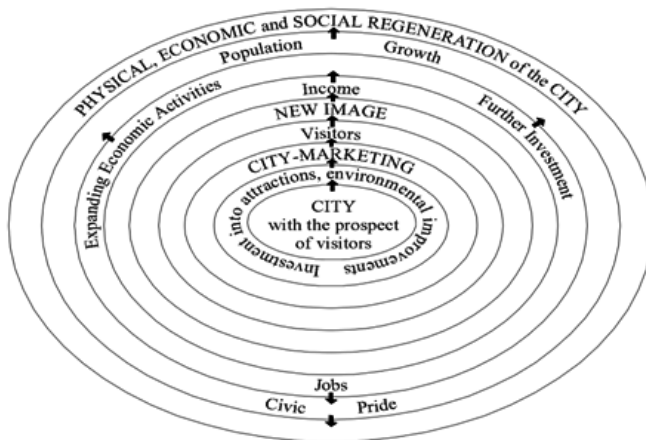 PHYSICAL, ECONOMIC and SOCIAL REGENERATION of the CITY
Population Growth
Expanding Economic Activities
Further Investment
Income
NEW IMAGE
Visitors
CITY-MARKETING
Investment into attractions, environmental improvements
CITY
with the prospect
of visitors
Jobs
Civic Pride